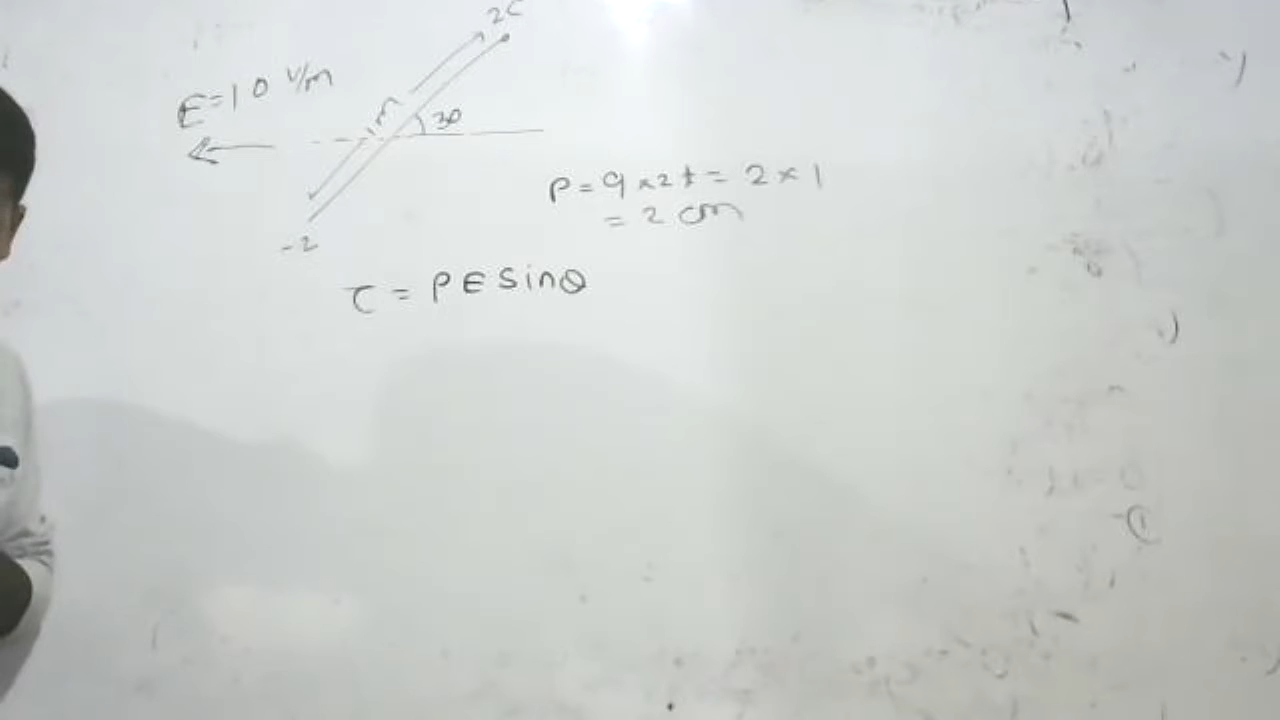 2C
E=10 V/m
30
P = q × 2l = 2 × 1
= 2 cm
-2
τ = PE Sinθ